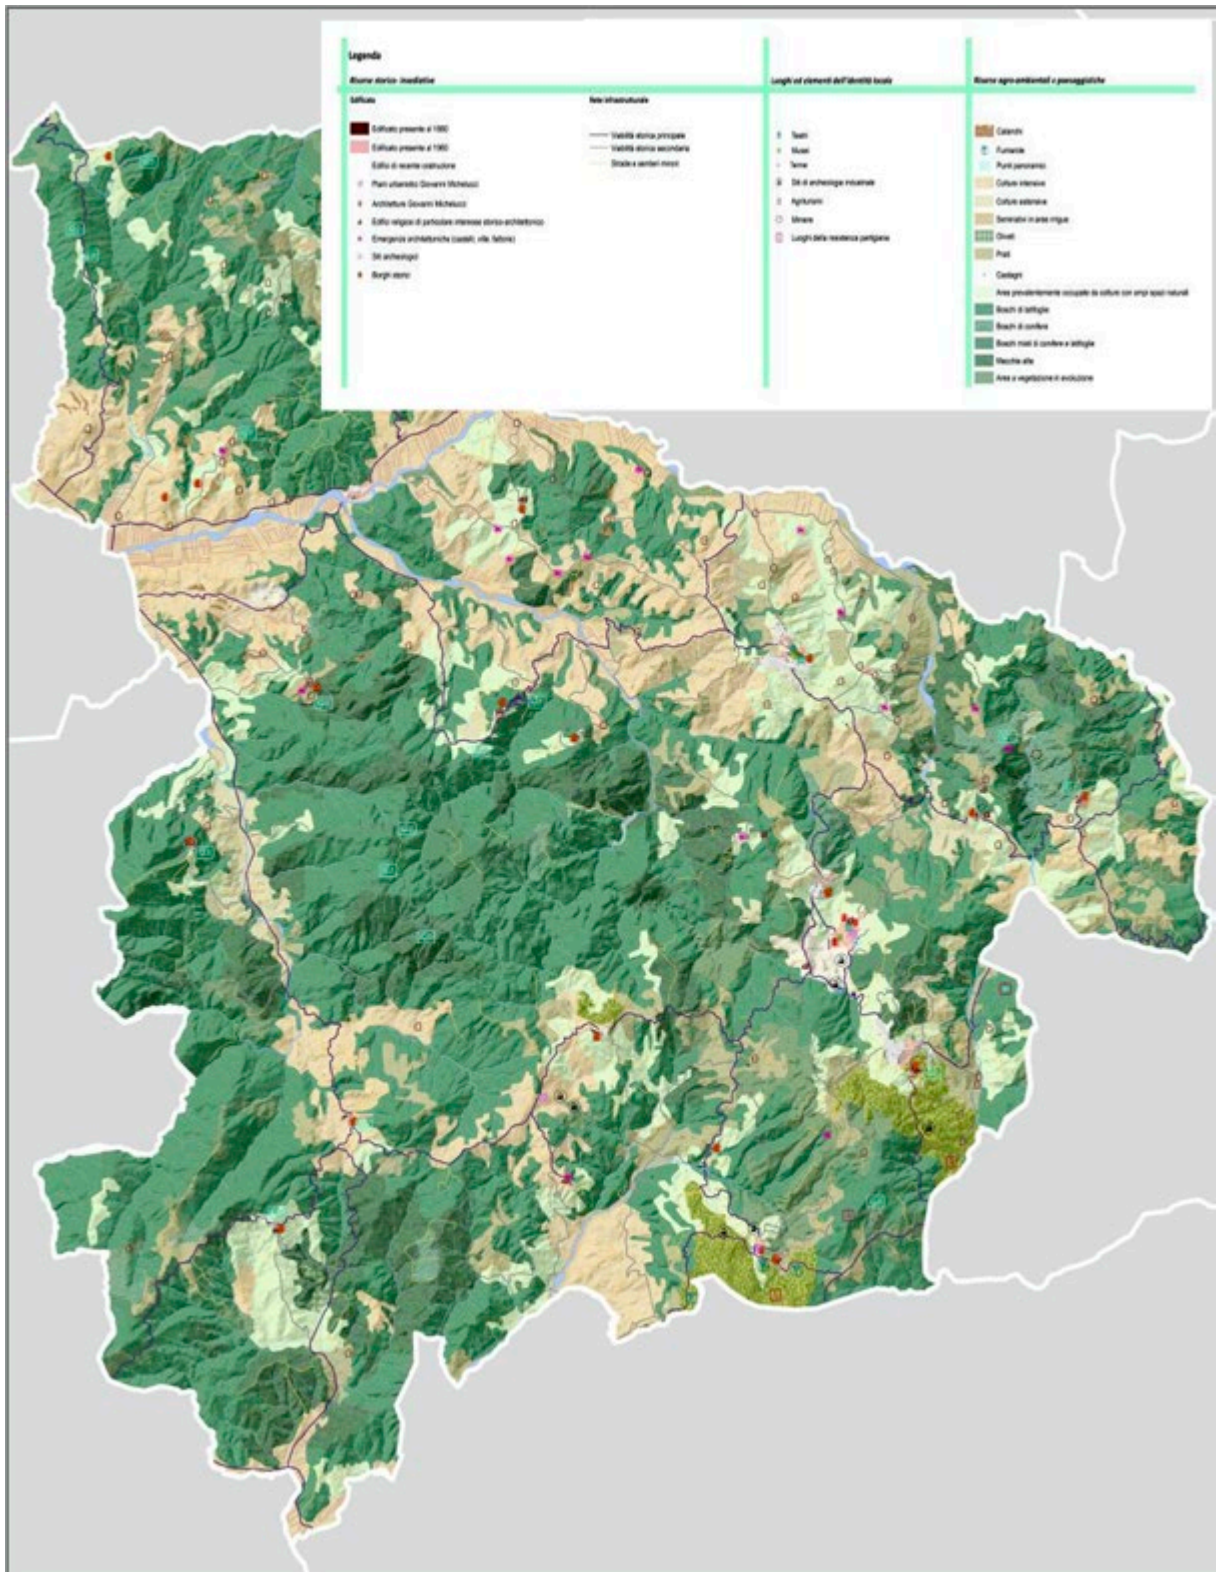 Legenda
Risorse storico- insediative
Edificato
Edificato presente al 1880
Edificato presente al 1960
Edifici di recente costruzione
Piani urbanistici Giovanni Michelucci
Architetture Giovanni Michelucci
Edifici religiosi di particolare interesse storico-architettonico
Emergenze architettoniche (castelli, ville, fattorie)
Siti archeologici
Borghi storici
Rete infrastrutturale
Viabilità storica principale
Viabilità storica secondaria
Strade e sentieri minori
Luoghi ed elementi dell'identità locale
Teatri
Musei
Terme
Siti di archeologia industriale
Agriturismi
Miniere
Luoghi della resistenza partigiana
Risorse agro-ambientali e paesaggistiche
Calanchi
Fumarole
Punti panoramici
Colture intensive
Colture estensive
Seminativi in aree irrigue
Oliveti
Prati
Castagni
Aree prevalentemente occupate da colture con ampi spazi naturali
Boschi di latifoglie
Boschi di conifere
Boschi misti di conifere e latifoglie
Macchia alta
Aree a vegetazione in evoluzione